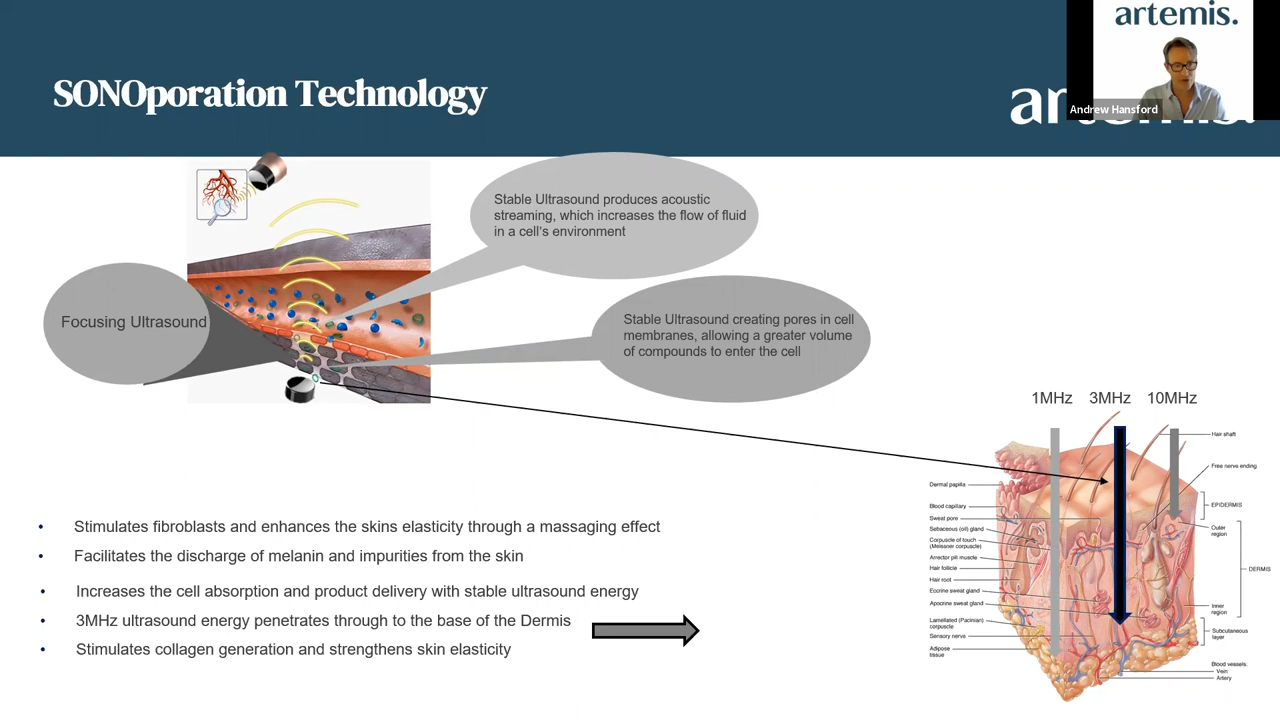 artemis.
Andrew Hansford
SONOporation Technology
Stable Ultrasound produces acoustic
streaming, which increases the flow of fluid
in a cell's environment
Focusing Ultrasound
Stable Ultrasound creating pores in cell
membranes, allowing a greater volume
of compounds to enter the cell
1MHz 3MHz 10MHz
Hair shaft
Free nerve ending
Dermal papilla
Blood capillary
Sweat pore
Sebaceous (oil) gland
Corpuscle of touch
(Meissner corpuscle)
Arrector pili muscle
Hair follicle
Hair root
Eccrine sweat gland
Apocrine sweat gland
Lamellated (Pacinian)
corpuscle
Sensory nerve
Adipose
tissue
EPIDERMIS
Outer
region
DERMIS
Inner
region
Subcutaneous
layer
Blood vessels:
Vein
Artery
• Stimulates fibroblasts and enhances the skins elasticity through a massaging effect
• Facilitates the discharge of melanin and impurities from the skin
• Increases the cell absorption and product delivery with stable ultrasound energy
• 3MHz ultrasound energy penetrates through to the base of the Dermis
• Stimulates collagen generation and strengthens skin elasticity